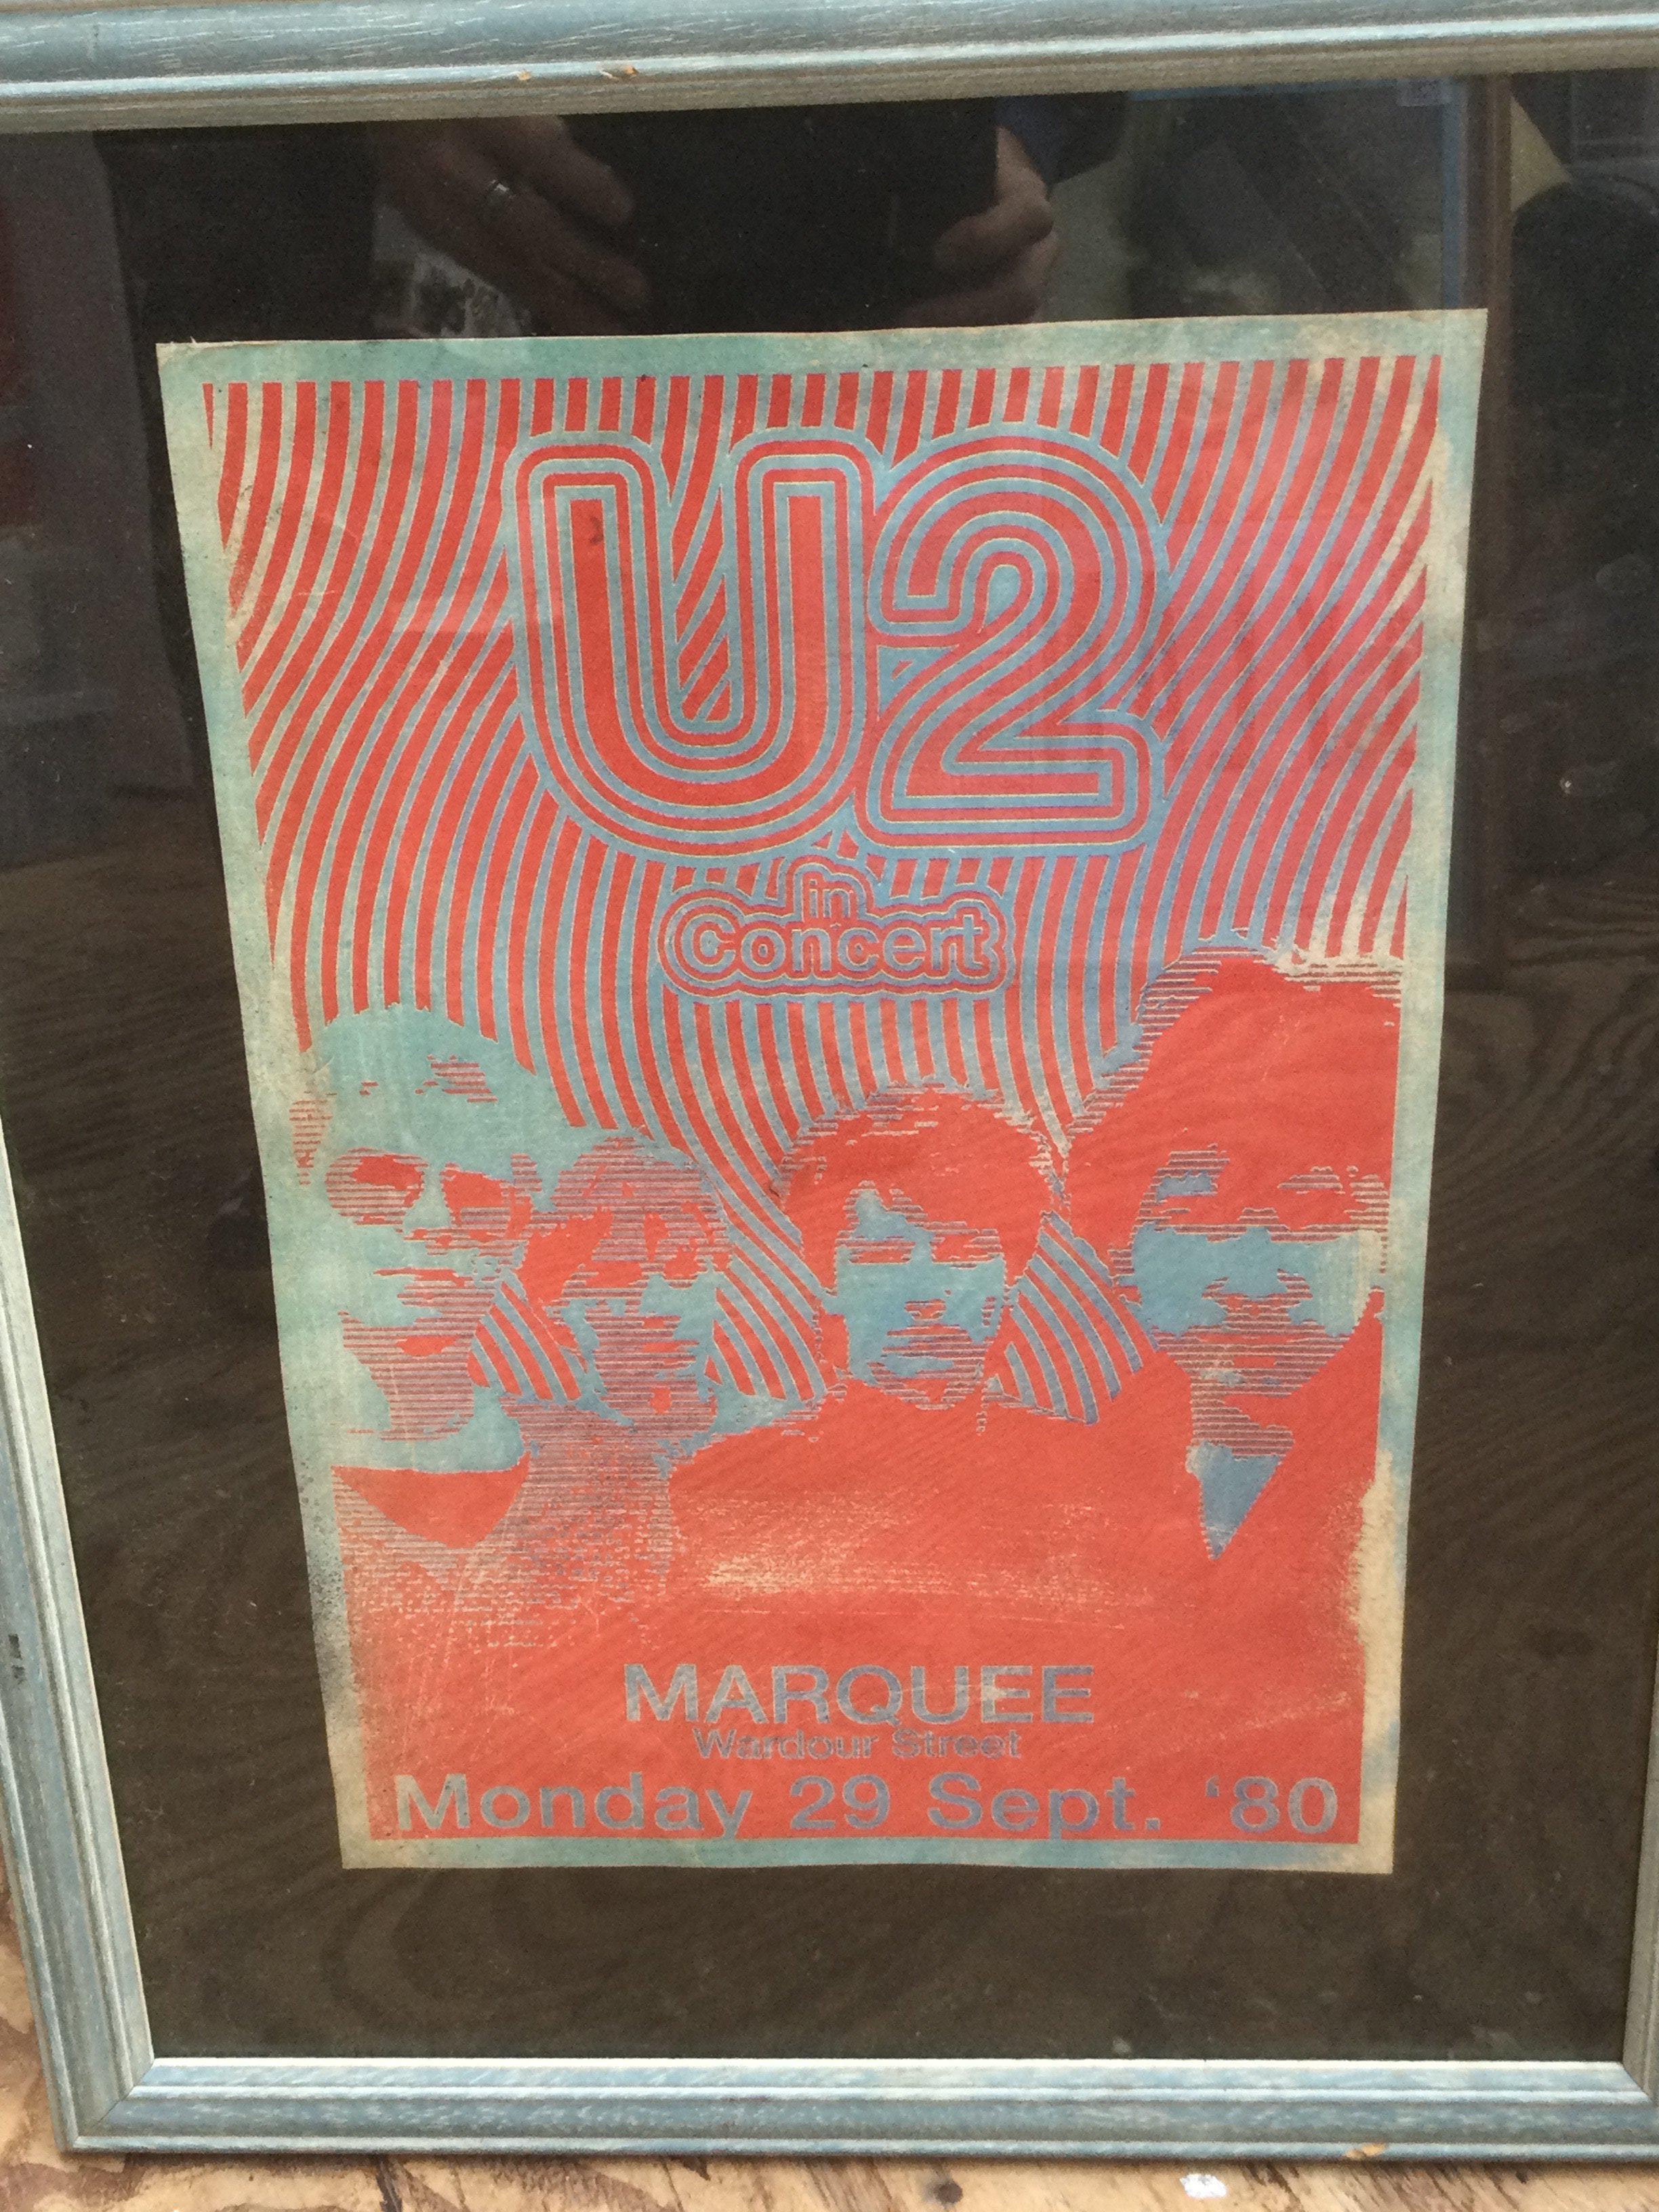 U2
in
Concert
MARQUEE
Wardour Street
Monday 29 Sept. ‘80